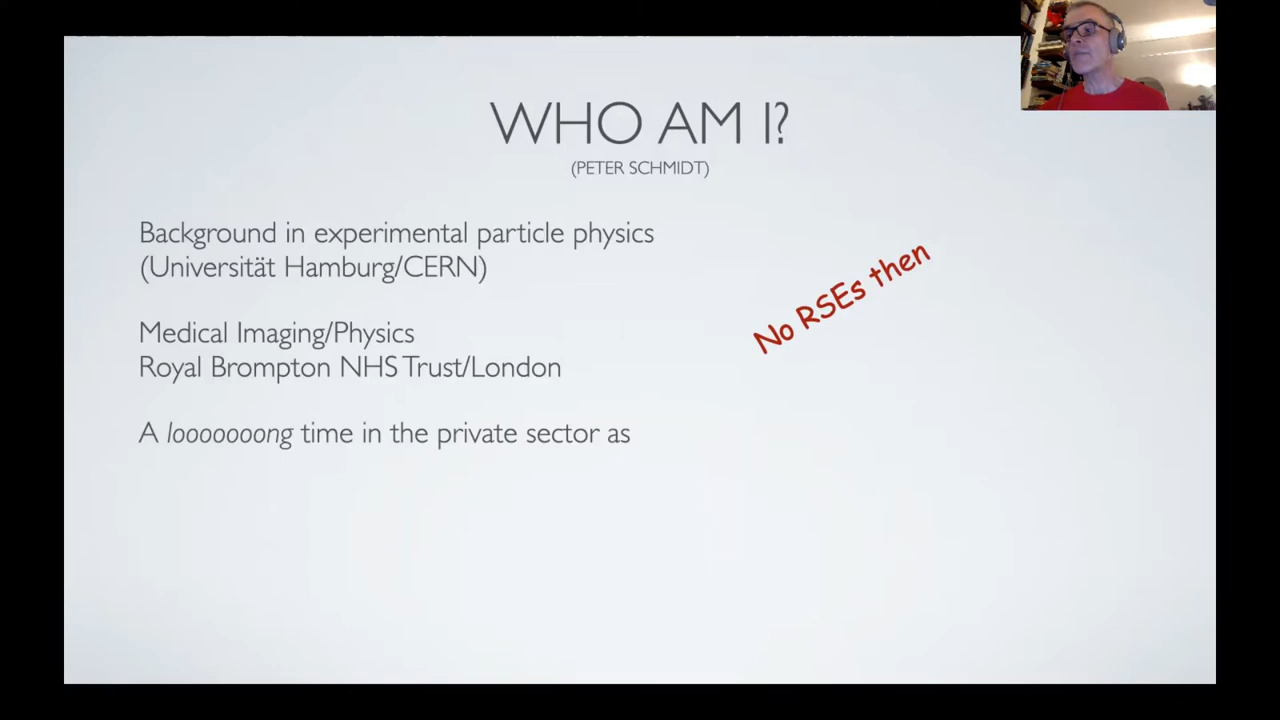 WHO AM I?
(PETER SCHMIDT)
Background in experimental particle physics
(Universität Hamburg/CERN)
No RSEs then
Medical Imaging/Physics
Royal Brompton NHS Trust/London
A looooooong time in the private sector as